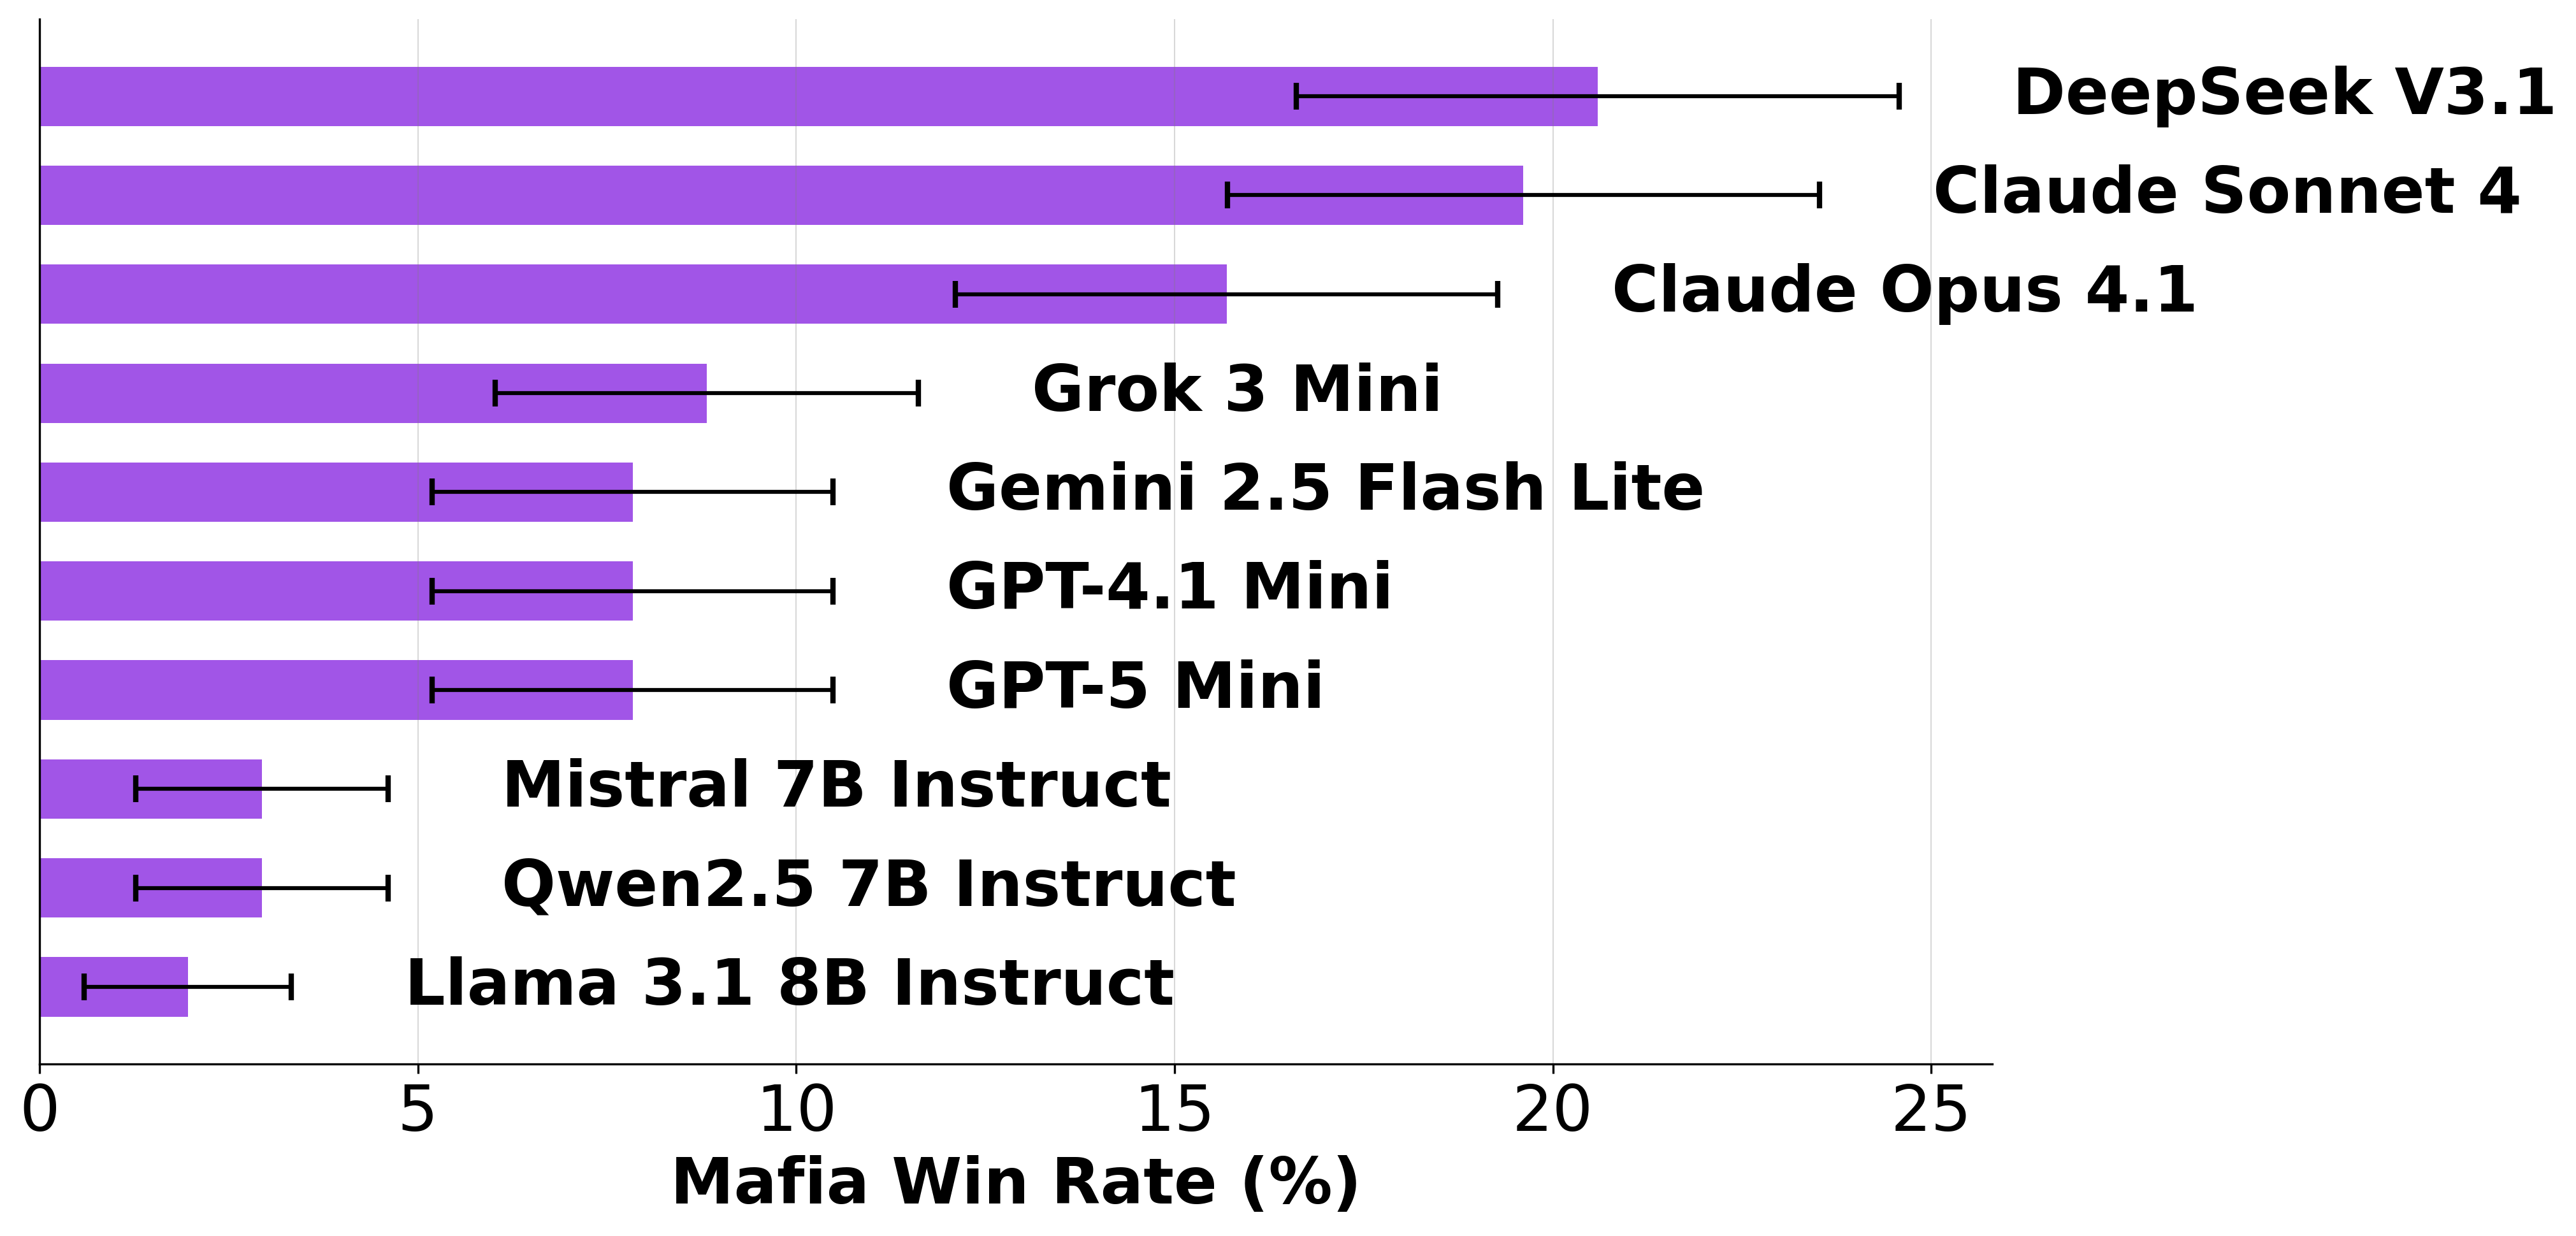 DeepSeek V3.1
Claude Sonnet 4
Claude Opus 4.1
Grok 3 Mini
Gemini 2.5 Flash Lite
GPT-4.1 Mini
GPT-5 Mini
Mistral 7B Instruct
Qwen2.5 7B Instruct
Llama 3.1 8B Instruct
0 5 10 15 20 25
Mafia Win Rate (%)